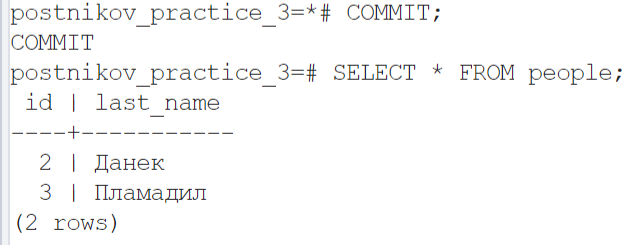 postnikov_practice_3=*# COMMIT;
COMMIT
postnikov_practice_3=# SELECT * FROM people;
 id | last_name
----+-----------
  2 | Данек
  3 | Пламадил
(2 rows)